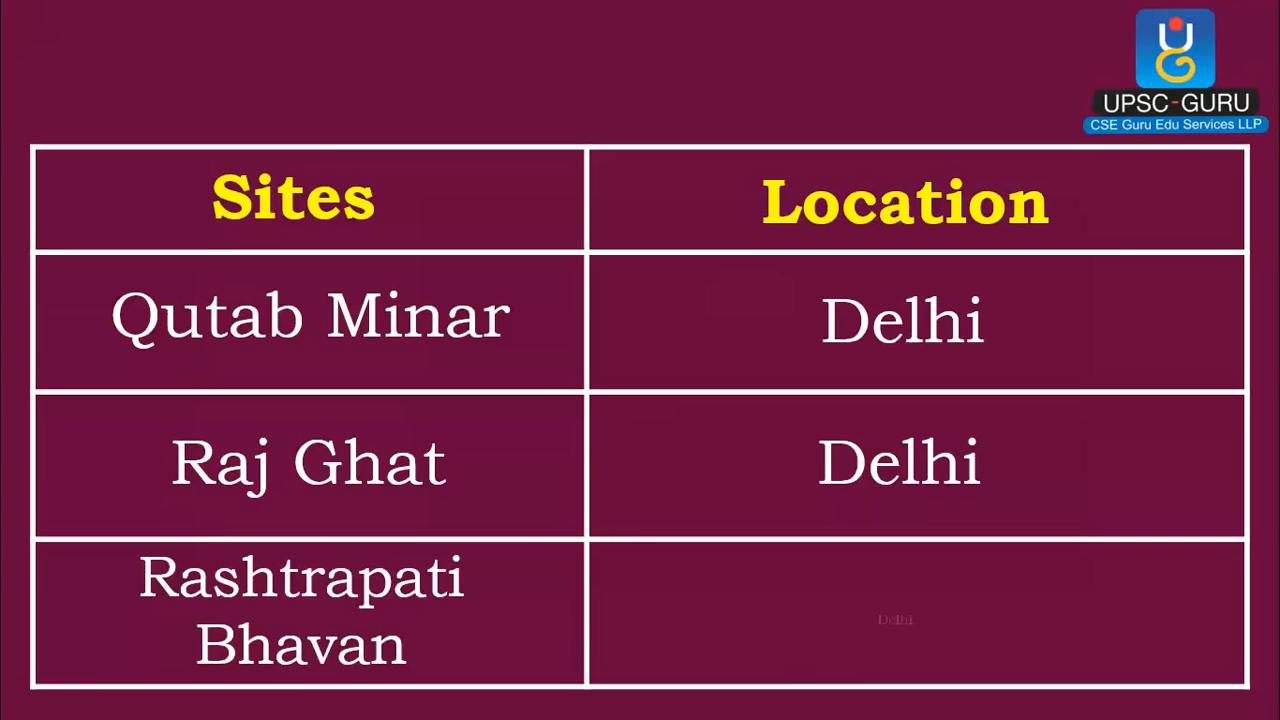 UPSC-GURU
CSE Guru Edu Services LLP
Sites
Location
Qutab Minar
Delhi
Raj Ghat
Delhi
Rashtrapati
Bhavan
Delhi